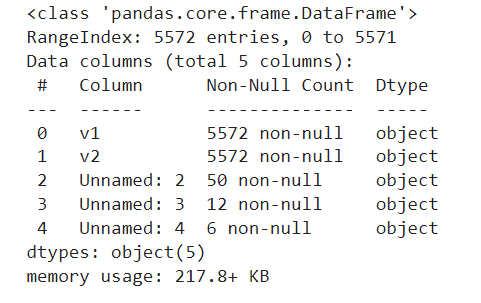 <class 'pandas.core.frame.DataFrame'>
RangeIndex: 5572 entries, 0 to 5571
Data columns (total 5 columns):
 #   Column      Non-Null Count  Dtype
---  ------      --------------  -----
 0   v1          5572 non-null   object
 1   v2          5572 non-null   object
 2   Unnamed: 2  50 non-null     object
 3   Unnamed: 3  12 non-null     object
 4   Unnamed: 4  6 non-null      object
dtypes: object(5)
memory usage: 217.8+ KB